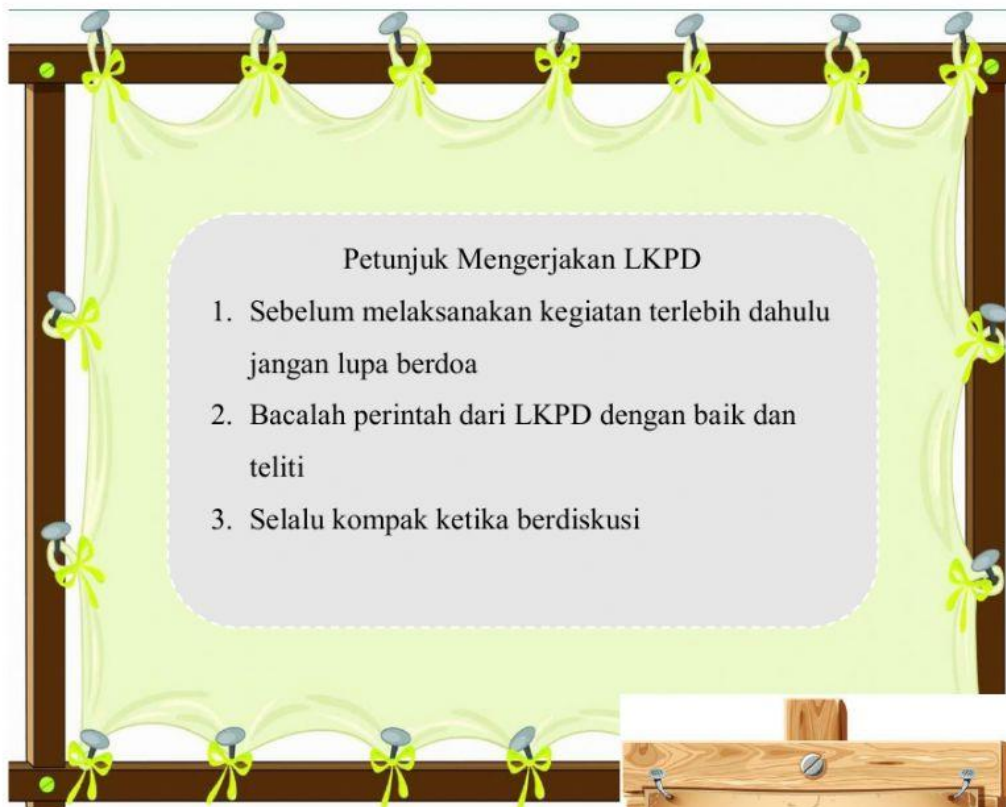 Petunjuk Mengerjakan LKPD
1. Sebelum melaksanakan kegiatan terlebih dahulu
jangan lupa berdoa
2. Bacalah perintah dari LKPD dengan baik dan
teliti
3. Selalu kompak ketika berdiskusi